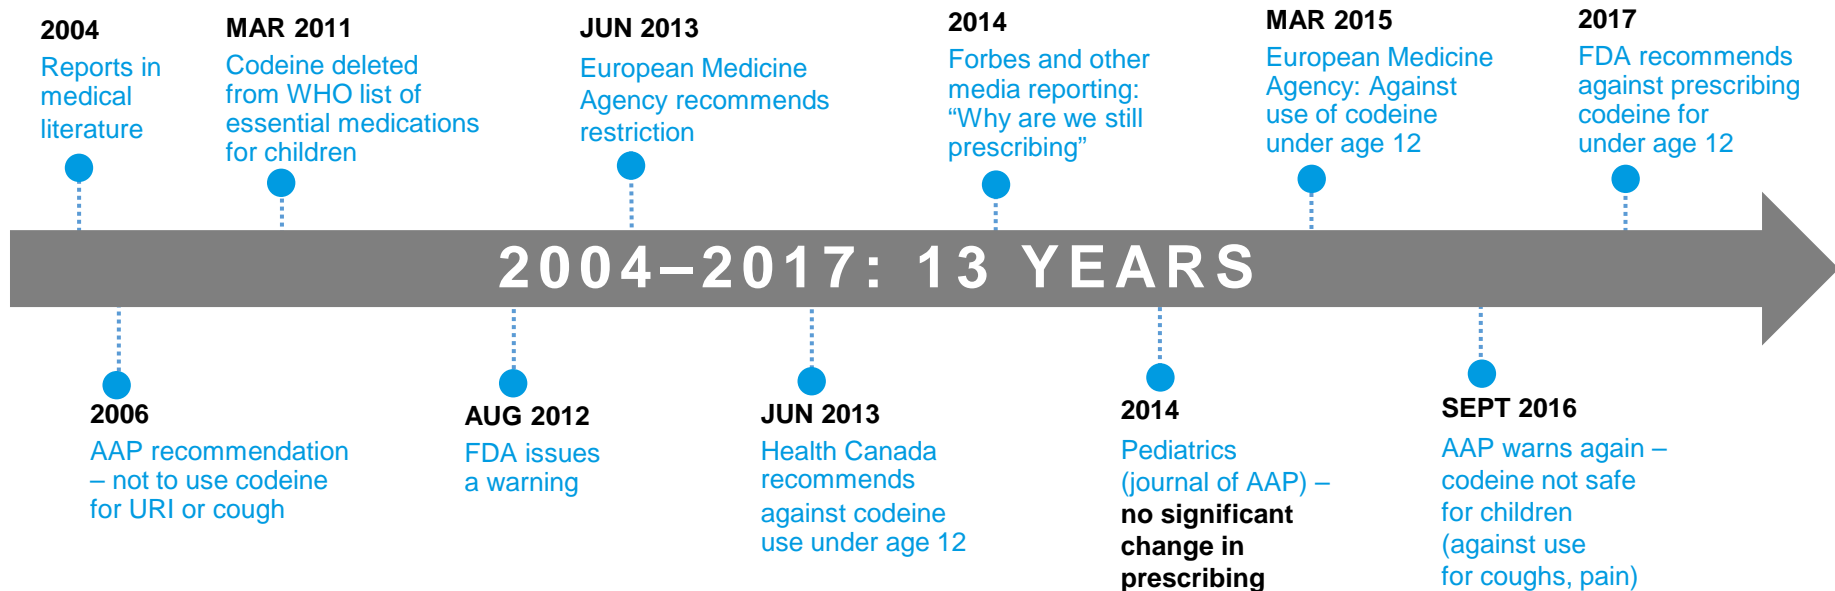 2004
Reports in
medical
literature
MAR 2011
Codeine deleted
from WHO list of
essential medications
for children
JUN 2013
European Medicine
Agency recommends
restriction
2014
Forbes and other
media reporting:
“Why are we still
prescribing”
MAR 2015
European Medicine
Agency: Against
use of codeine
under age 12
2017
FDA recommends
against prescribing
codeine for
under age 12
2004–2017: 13 YEARS
2006
AAP recommendation
– not to use codeine
for URI or cough
AUG 2012
FDA issues
a warning
JUN 2013
Health Canada
recommends
against codeine
use under age 12
2014
Pediatrics
(journal of AAP) –
no significant
change in
prescribing
SEPT 2016
AAP warns again –
codeine not safe
for children
(against use
for coughs, pain)